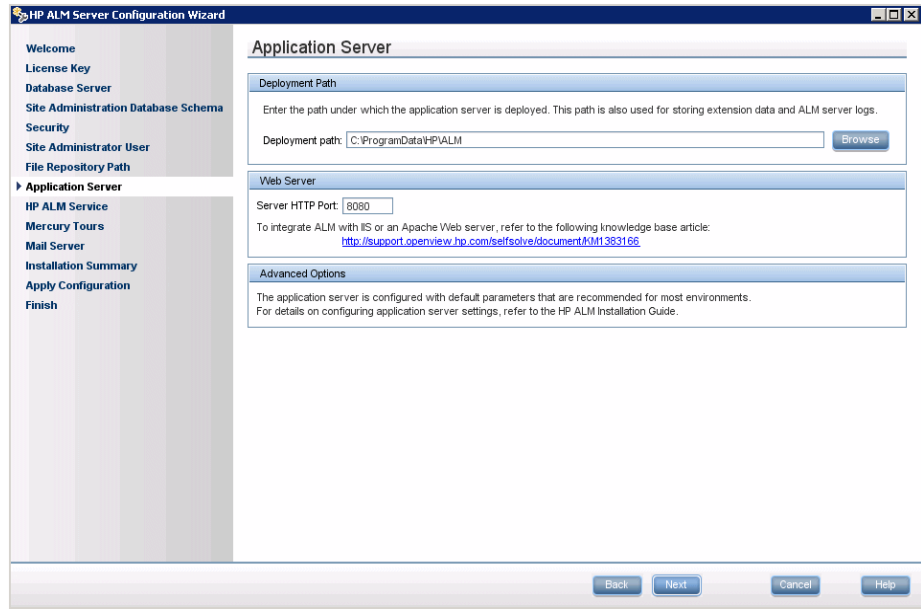 HP ALM Server Configuration Wizard
Welcome
License Key
Database Server
Site Administration Database Schema
Security
Site Administrator User
File Repository Path
Application Server
HP ALM Service
Mercury Tours
Mail Server
Installation Summary
Apply Configuration
Finish
Application Server
Deployment Path
Enter the path under which the application server is deployed. This path is also used for storing extension data and ALM server logs.
Deployment path: C:\ProgramData\HP\ALM Browse
Web Server
Server HTTP Port: 8080
To integrate ALM with IIS or an Apache Web server, refer to the following knowledge base article:
http://support.openview.hp.com/selfsolve/document/KM1383166
Advanced Options
The application server is configured with default parameters that are recommended for most environments.
For details on configuring application server settings, refer to the HP ALM Installation Guide.
Back Next Cancel Help